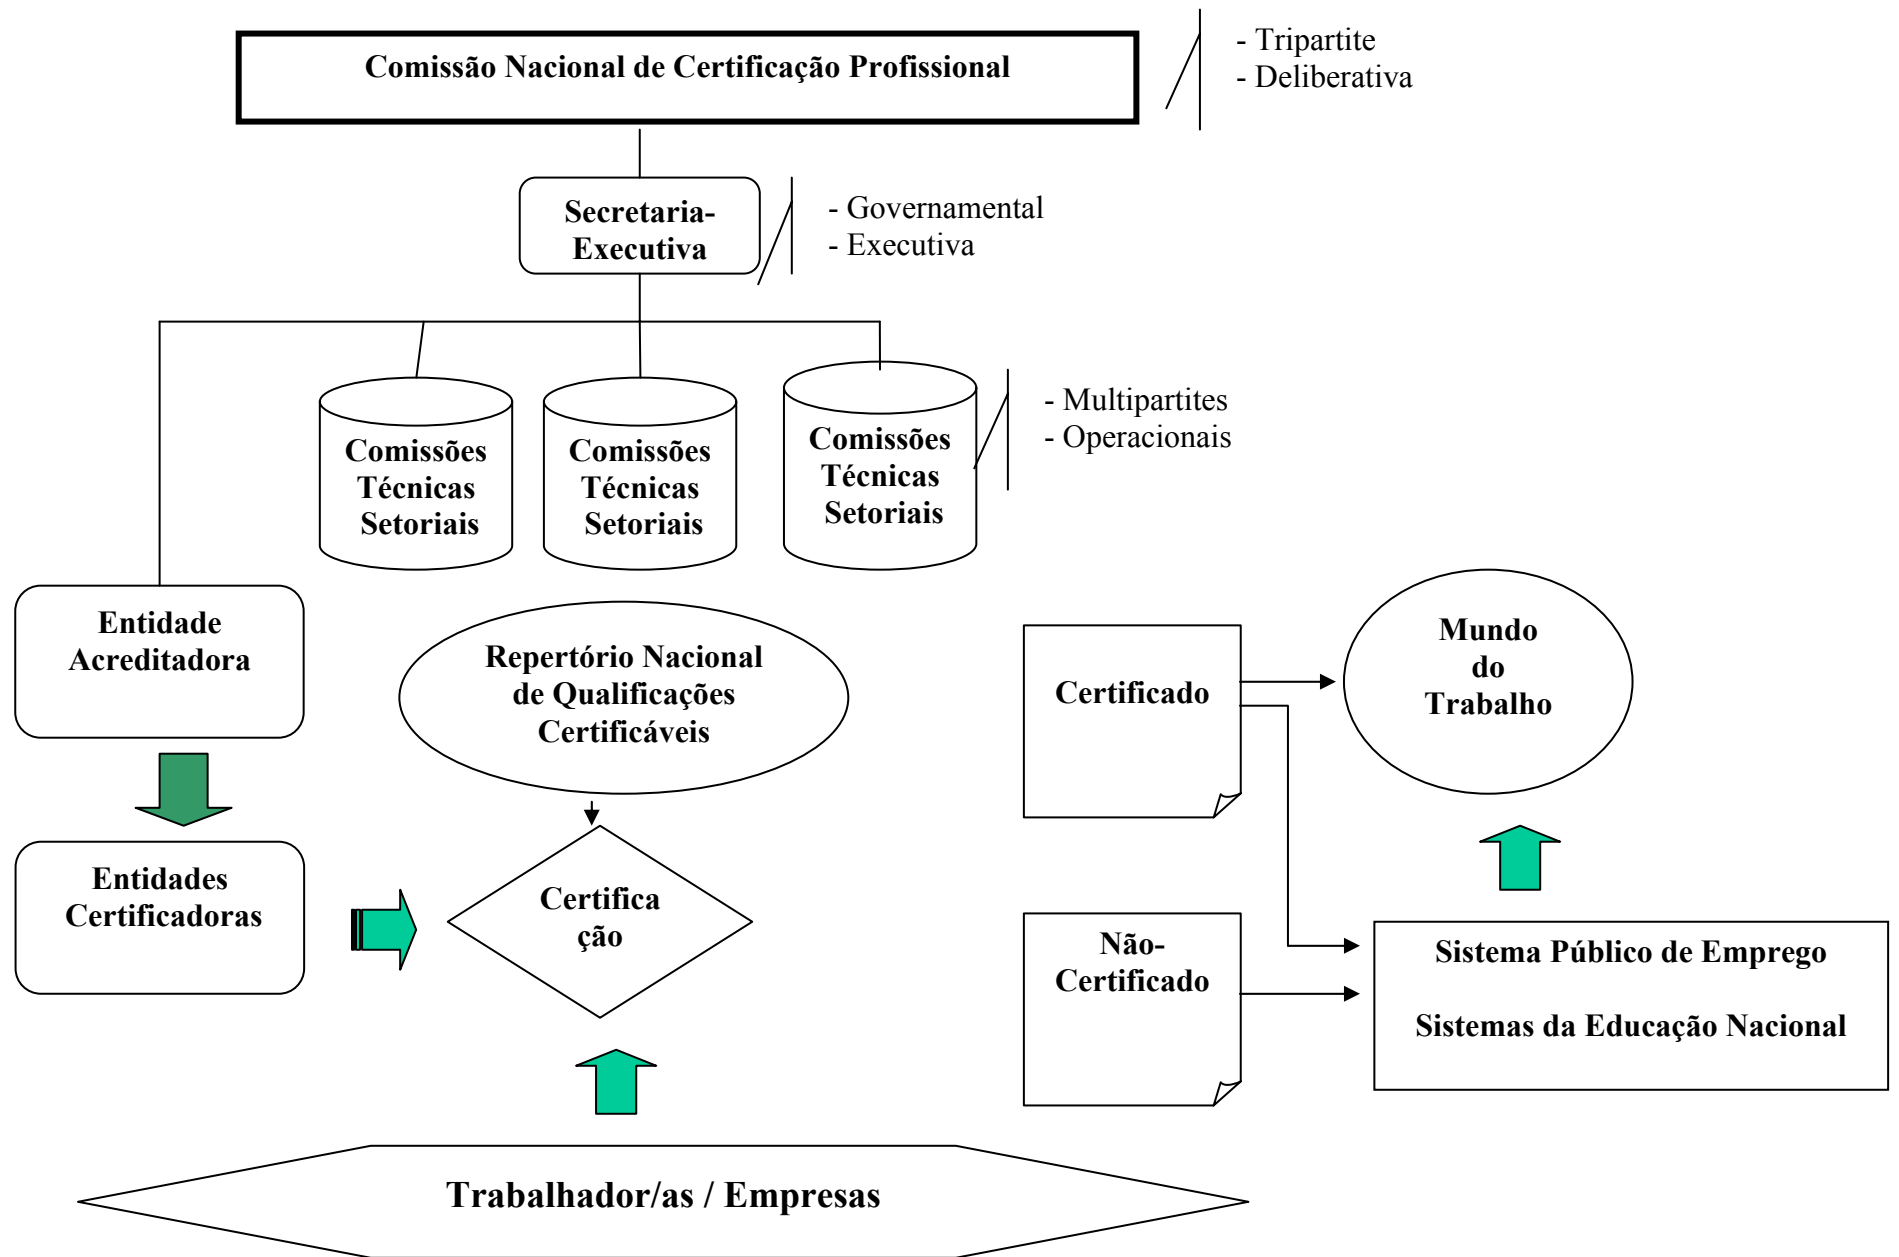 Comissão Nacional de Certificação Profissional
- Tripartite
- Deliberativa
Secretaria-
Executiva
- Governamental
- Executiva
Comissões
Técnicas
Setoriais
Comissões
Técnicas
Setoriais
Comissões
Técnicas
Setoriais
- Multipartites
- Operacionais
Entidade
Acreditadora
Repertório Nacional
de Qualificações
Certificáveis
Certificado
Mundo
do
Trabalho
Entidades
Certificadoras
Certifica
ção
Não-
Certificado
Sistema Público de Emprego
Sistemas da Educação Nacional
Trabalhador/as / Empresas